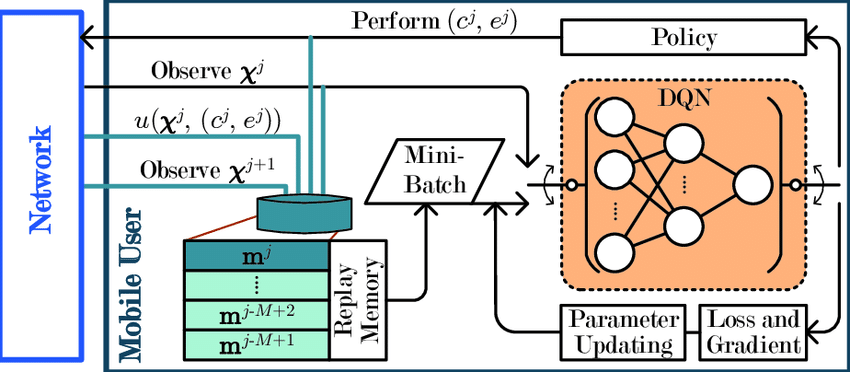 Perform (c^j, e^j)
Policy
Observe χ^j
DQN
u(χ^j, (c^j, e^j))
Mini-
Batch
Observe χ^{j+1}
Network
Mobile User
m^j
m^{j-M+2}
m^{j-M+1}
Replay
Memory
Parameter
Updating
Loss and
Gradient